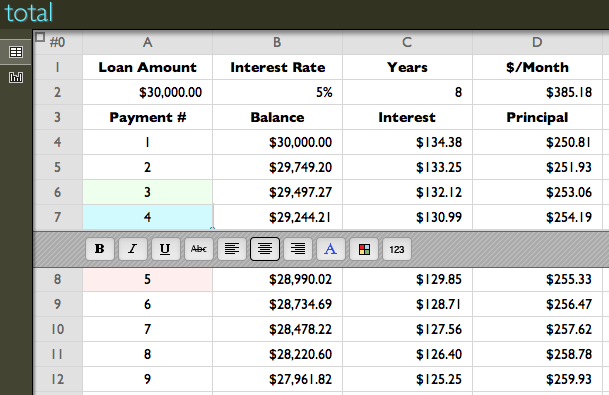 total
#0 A B C D
1 Loan Amount Interest Rate Years $/Month
2 $30,000.00 5% 8 $385.18
3 Payment # Balance Interest Principal
4 1 $30,000.00 $134.38 $250.81
5 2 $29,749.20 $133.25 $251.93
6 3 $29,497.27 $132.12 $253.06
7 4 $29,244.21 $130.99 $254.19
B I U Abc A 123
8 5 $28,990.02 $129.85 $255.33
9 6 $28,734.69 $128.71 $256.47
10 7 $28,478.22 $127.56 $257.62
11 8 $28,220.60 $126.40 $258.78
12 9 $27,961.82 $125.25 $259.93